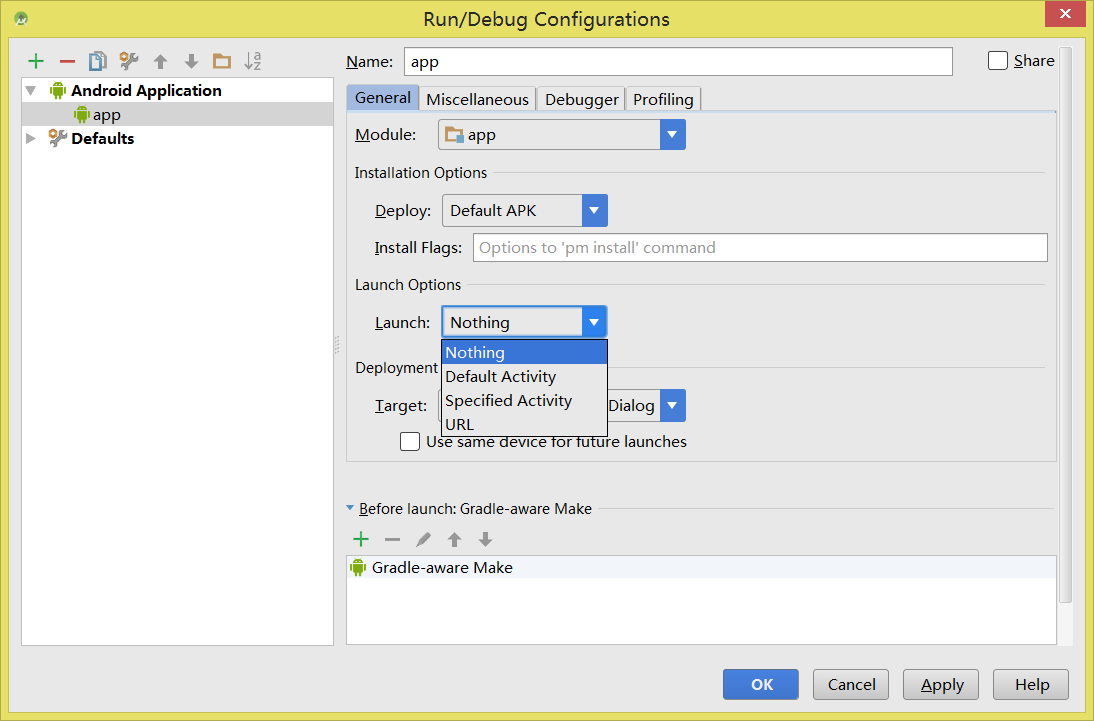 Run/Debug Configurations
Android Application
app
Defaults
Name: app
Share
General Miscellaneous Debugger Profiling
Module: app
Installation Options
Deploy: Default APK
Install Flags: Options to 'pm install' command
Launch Options
Launch: Nothing
Nothing
Default Activity
Specified Activity
URL
Deployment
Target: Dialog
Use same device for future launches
Before launch: Gradle-aware Make
Gradle-aware Make
OK Cancel Apply Help